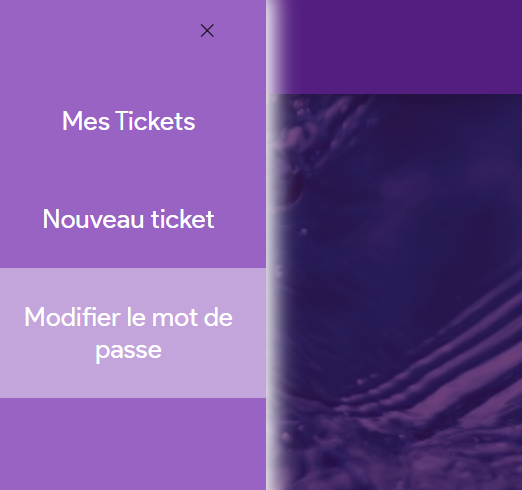 Mes Tickets
Nouveau ticket
Modifier le mot de
passe